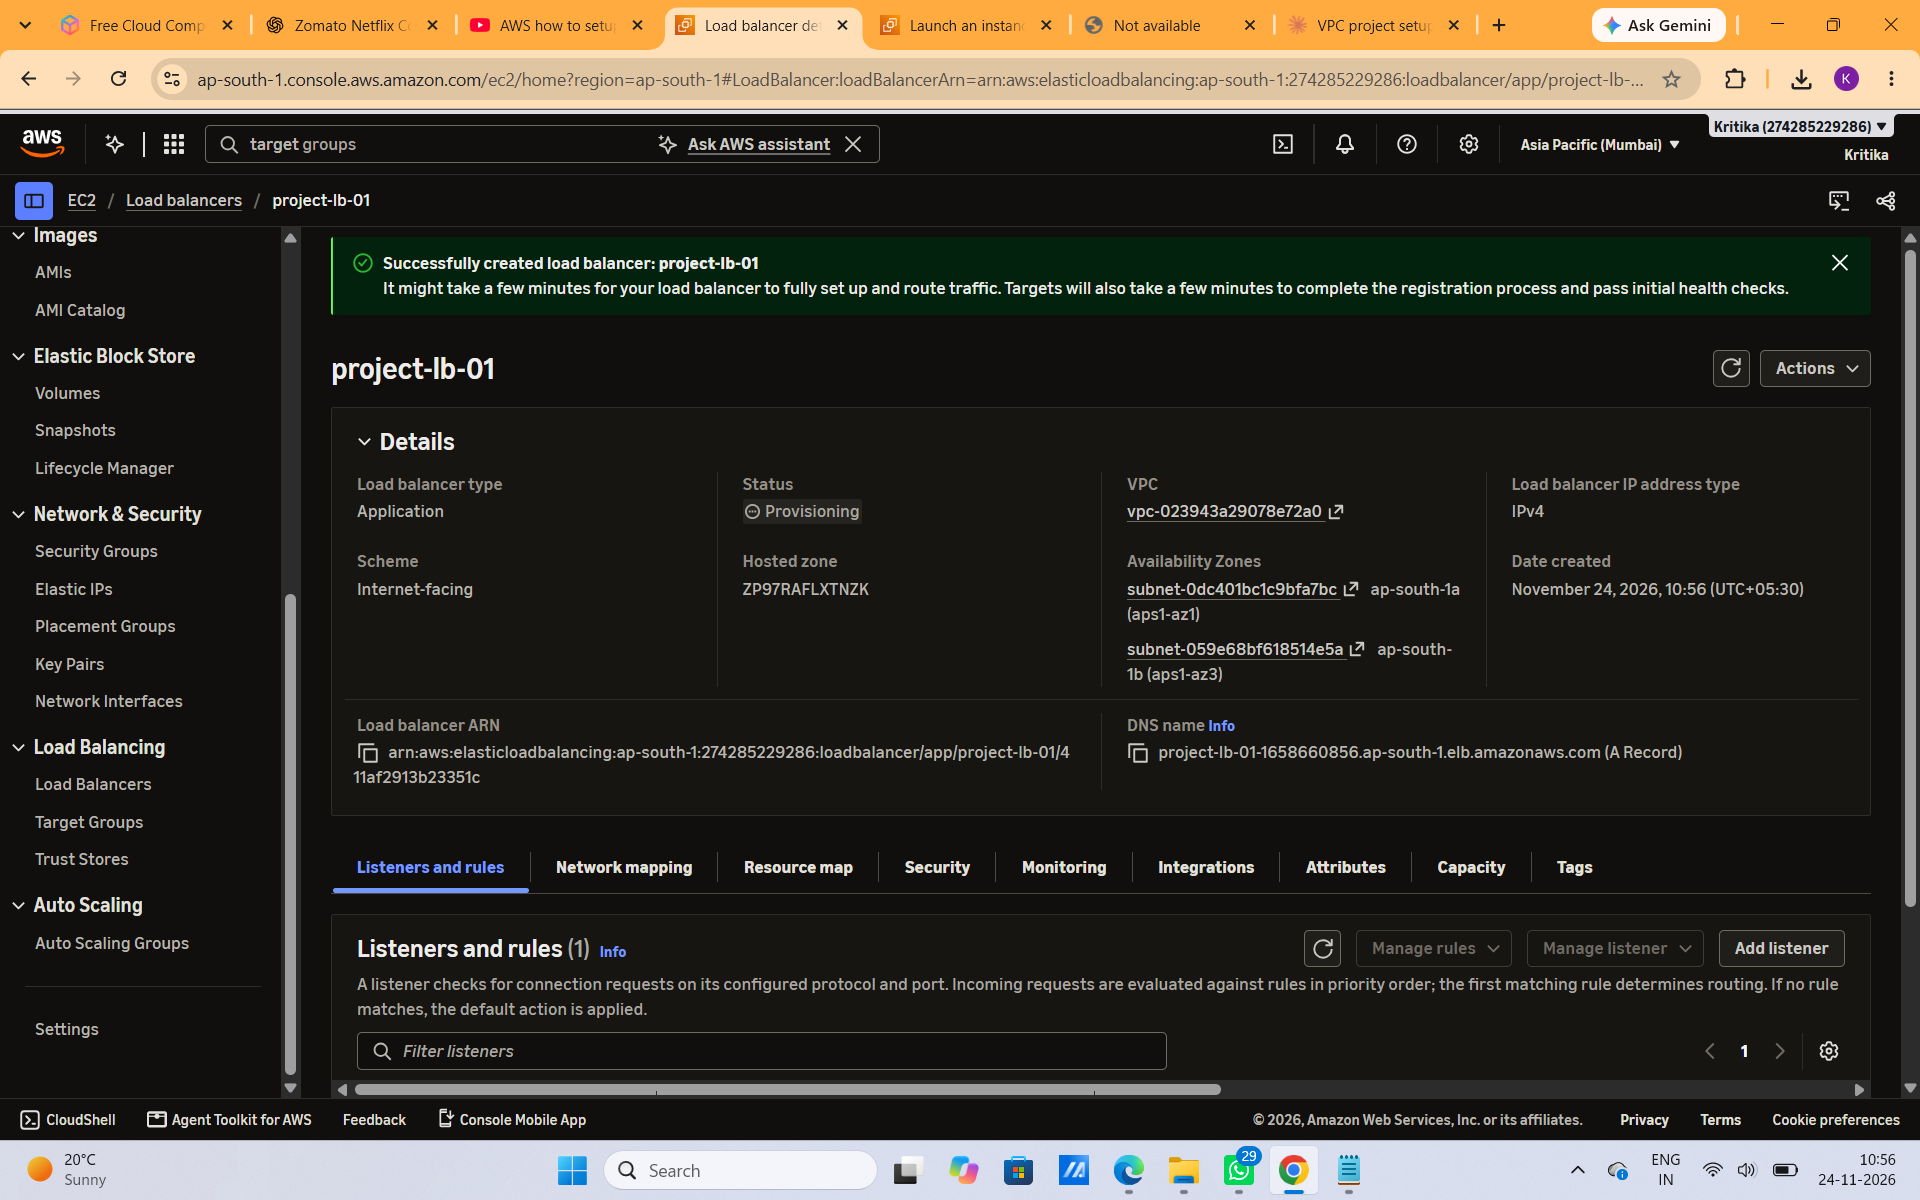 Free Cloud Comp
Zomato Netflix C
AWS how to setu
Load balancer de
Launch an instan
Not available
VPC project setu
Ask Gemini
ap-south-1.console.aws.amazon.com/ec2/home?region=ap-south-1#LoadBalancer:loadBalancerArn=arn:aws:elasticloadbalancing:ap-south-1:274285229286:loadbalancer/app/project-lb-...
K
aws
target groups
Ask AWS assistant
Asia Pacific (Mumbai)
Kritika (274285229286)
Kritika
EC2 / Load balancers / project-lb-01
Images
AMIs
AMI Catalog
Elastic Block Store
Volumes
Snapshots
Lifecycle Manager
Network & Security
Security Groups
Elastic IPs
Placement Groups
Key Pairs
Network Interfaces
Load Balancing
Load Balancers
Target Groups
Trust Stores
Auto Scaling
Auto Scaling Groups
Settings
Successfully created load balancer: project-lb-01
It might take a few minutes for your load balancer to fully set up and route traffic. Targets will also take a few minutes to complete the registration process and pass initial health checks.
project-lb-01
Actions
Details
Load balancer type
Application
Status
Provisioning
VPC
vpc-023943a29078e72a0
Load balancer IP address type
IPv4
Scheme
Internet-facing
Hosted zone
ZP97RAFLXTNZK
Availability Zones
subnet-0dc401bc1c9bfa7bc ap-south-1a
(aps1-az1)
subnet-059e68bf618514e5a ap-south-
1b (aps1-az3)
Date created
November 24, 2026, 10:56 (UTC+05:30)
Load balancer ARN
arn:aws:elasticloadbalancing:ap-south-1:274285229286:loadbalancer/app/project-lb-01/4
11af2913b23351c
DNS name Info
project-lb-01-1658660856.ap-south-1.elb.amazonaws.com (A Record)
Listeners and rules
Network mapping
Resource map
Security
Monitoring
Integrations
Attributes
Capacity
Tags
Listeners and rules (1) Info
Manage rules
Manage listener
Add listener
A listener checks for connection requests on its configured protocol and port. Incoming requests are evaluated against rules in priority order; the first matching rule determines routing. If no rule
matches, the default action is applied.
Filter listeners
1
CloudShell
Agent Toolkit for AWS
Feedback
Console Mobile App
© 2026, Amazon Web Services, Inc. or its affiliates.
Privacy
Terms
Cookie preferences
20°C
Sunny
Search
29
ENG
IN
10:56
24-11-2026